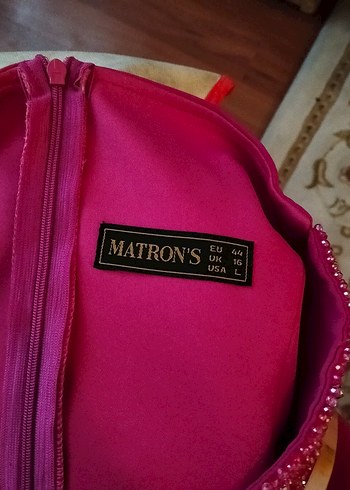 MATRON'S
EU 44
UK 16
USA L